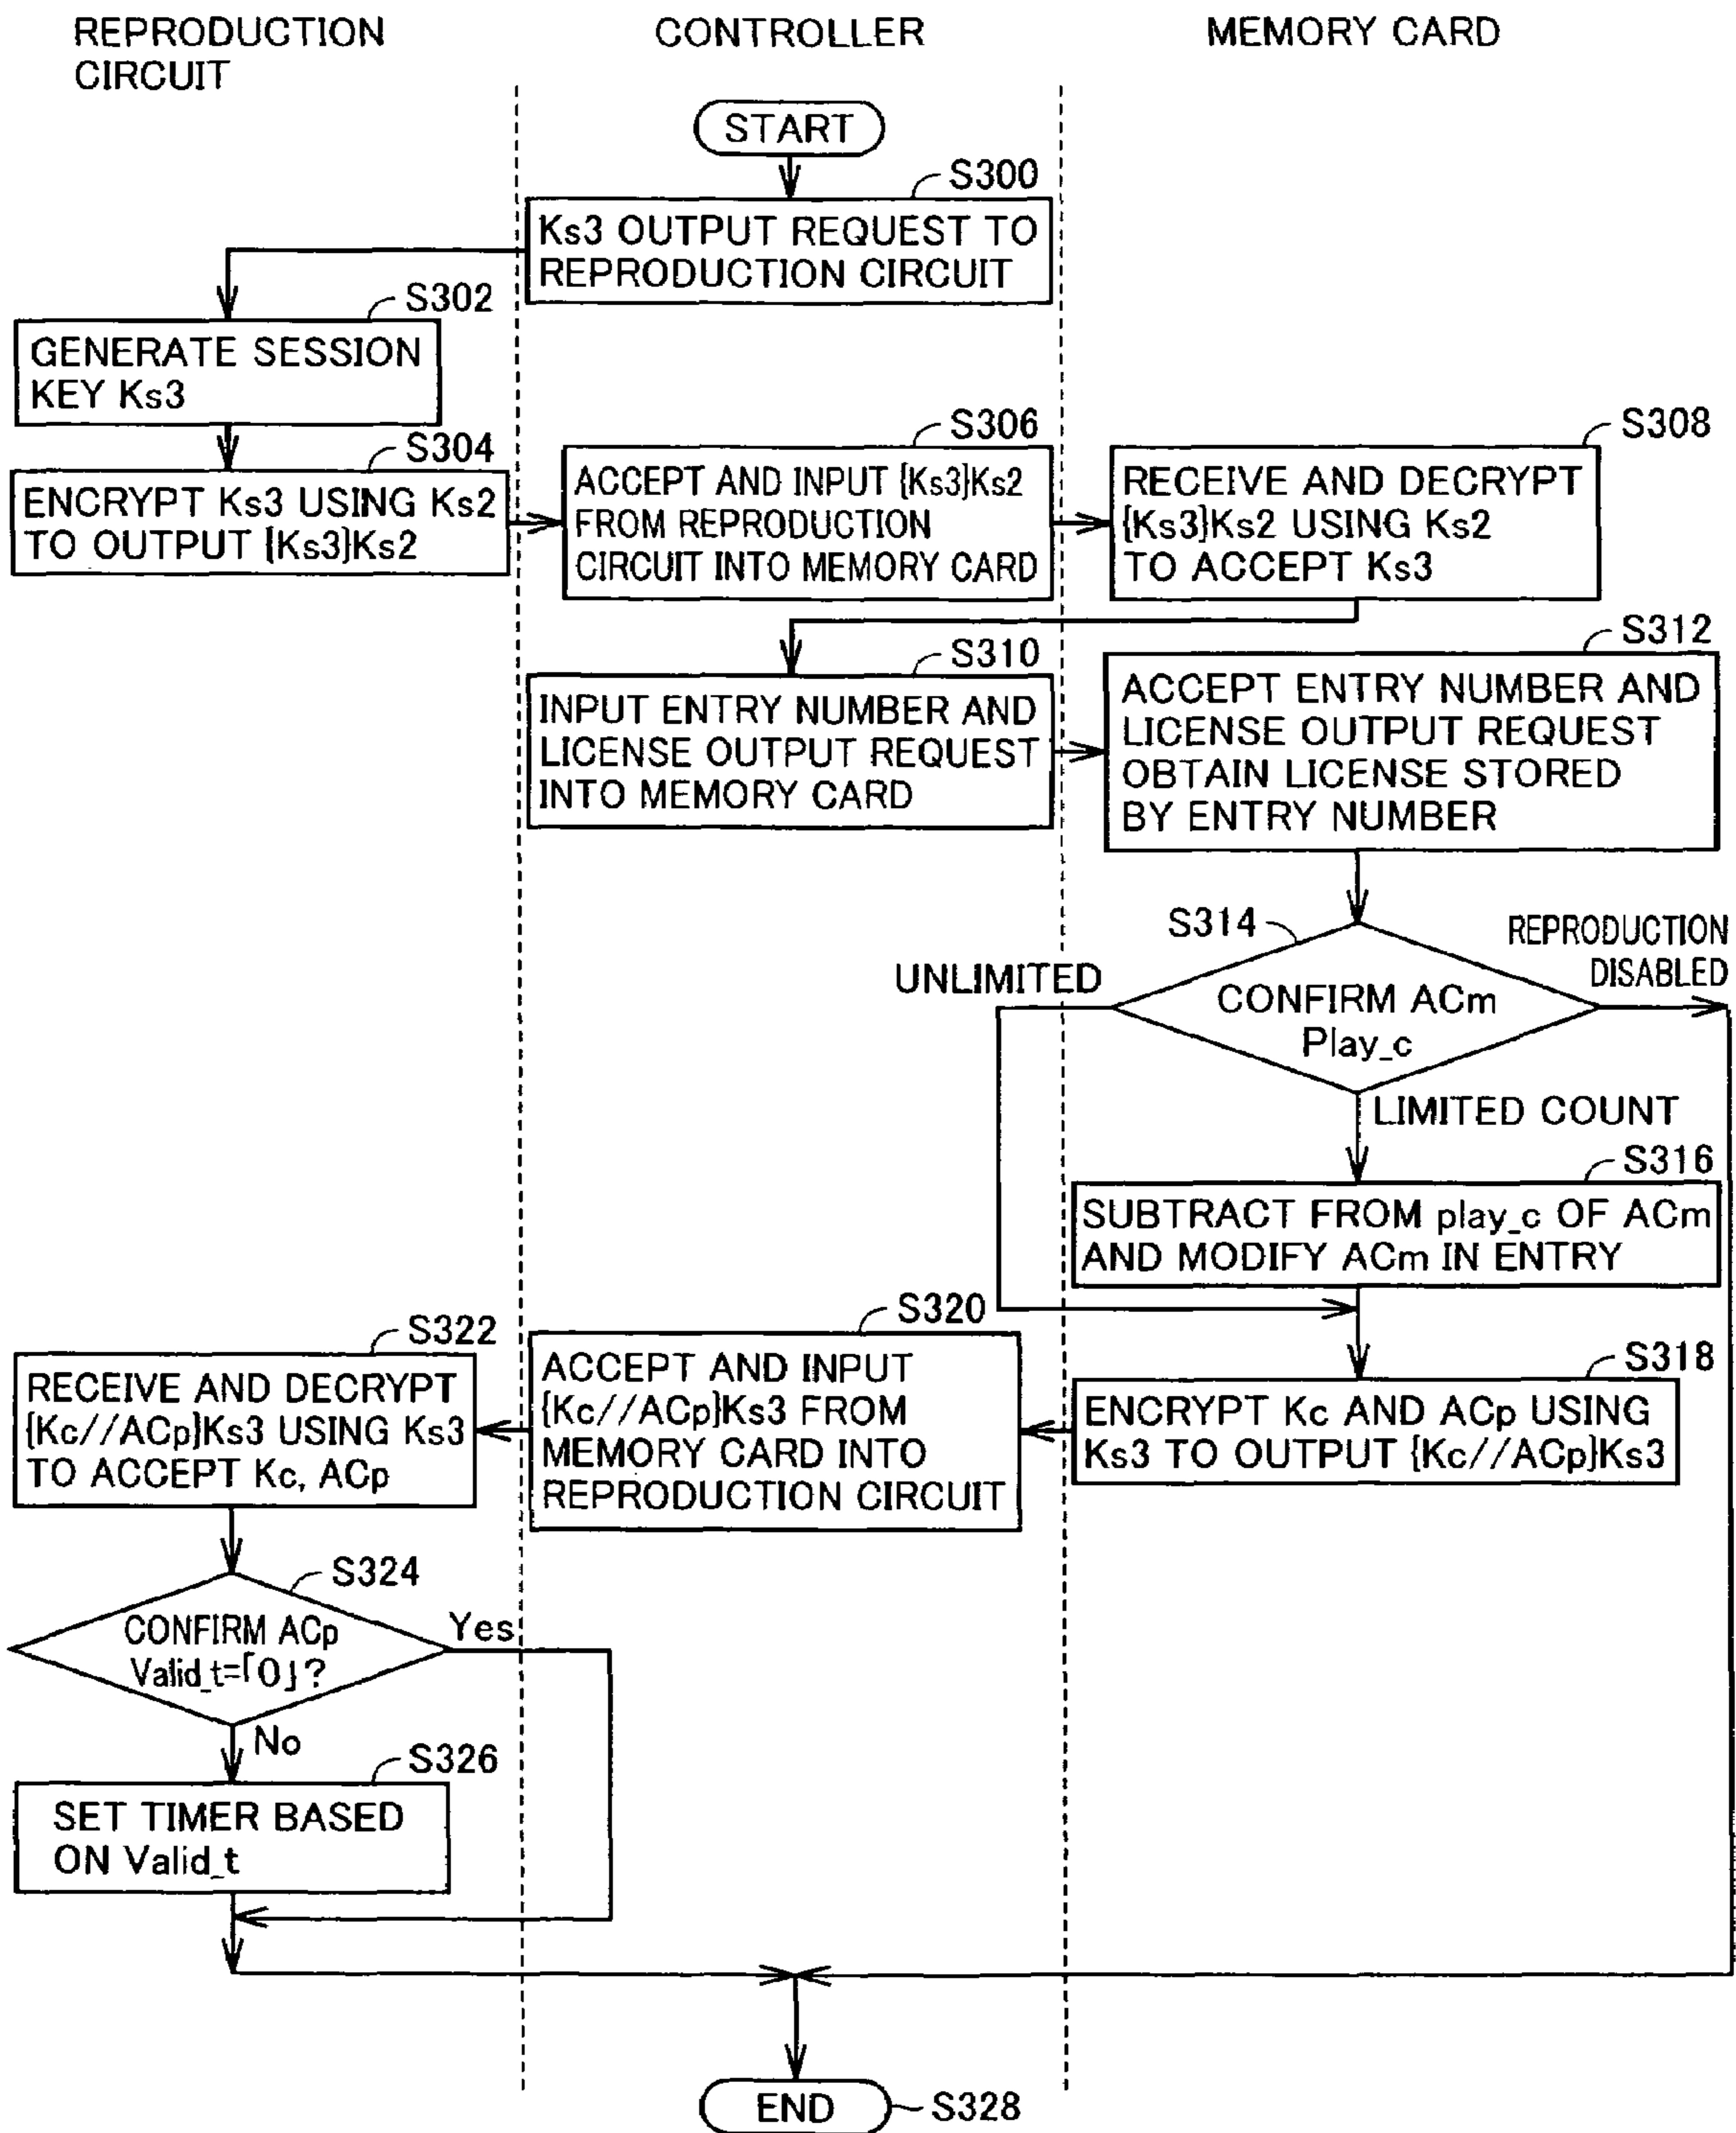 REPRODUCTION
CIRCUIT
CONTROLLER
MEMORY CARD
START
S300
Ks3 OUTPUT REQUEST TO
REPRODUCTION CIRCUIT
S302
GENERATE SESSION
KEY Ks3
S304
ENCRYPT Ks3 USING Ks2
TO OUTPUT {Ks3}Ks2
S306
ACCEPT AND INPUT {Ks3}Ks2
FROM REPRODUCTION
CIRCUIT INTO MEMORY CARD
S308
RECEIVE AND DECRYPT
{Ks3}Ks2 USING Ks2
TO ACCEPT Ks3
S310
INPUT ENTRY NUMBER AND
LICENSE OUTPUT REQUEST
INTO MEMORY CARD
S312
ACCEPT ENTRY NUMBER AND
LICENSE OUTPUT REQUEST
OBTAIN LICENSE STORED
BY ENTRY NUMBER
S314
CONFIRM ACm
Play_c
UNLIMITED
REPRODUCTION
DISABLED
LIMITED COUNT
S316
SUBTRACT FROM play_c OF ACm
AND MODIFY ACm IN ENTRY
S318
ENCRYPT Kc AND ACp USING
Ks3 TO OUTPUT {Kc//ACp}Ks3
S320
ACCEPT AND INPUT
{Kc//ACp}Ks3 FROM
MEMORY CARD INTO
REPRODUCTION CIRCUIT
S322
RECEIVE AND DECRYPT
{Kc//ACp}Ks3 USING Ks3
TO ACCEPT Kc, ACp
S324
CONFIRM ACp
Valid_t=「0」?
Yes
No
S326
SET TIMER BASED
ON Valid_t
END
S328